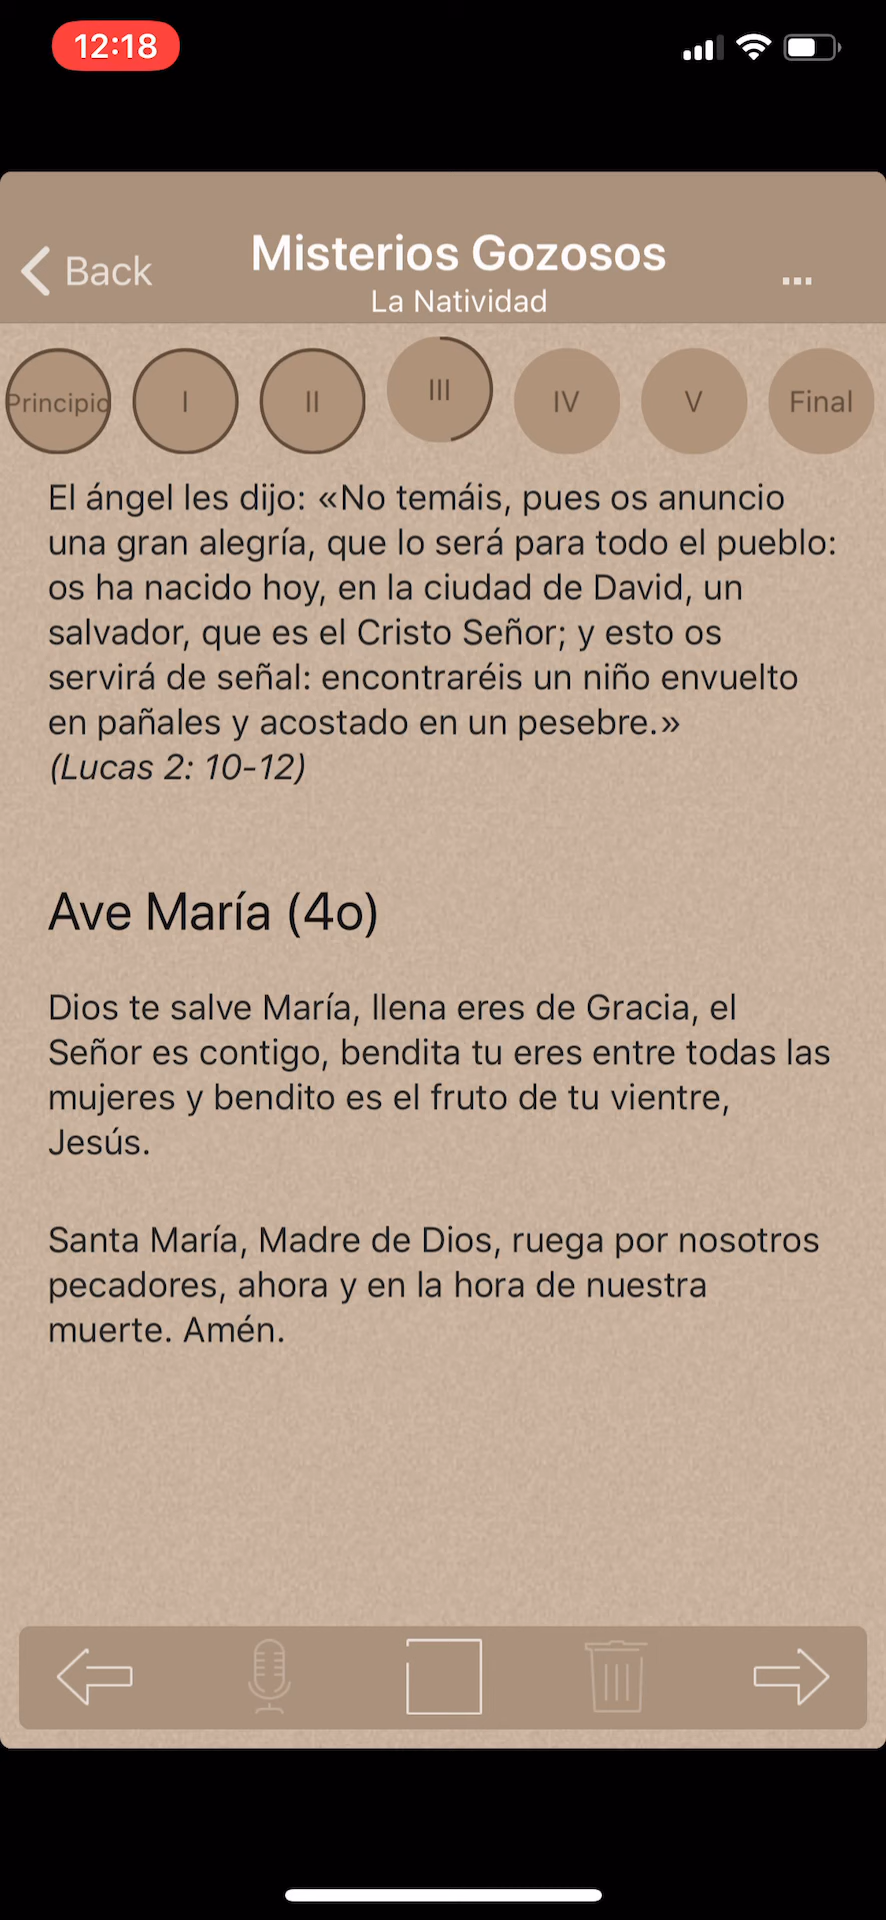 12:18
Back
Misterios Gozosos
...
La Natividad
Principio
I
II
III
IV
V
Final
El ángel les dijo: «No temáis, pues os anuncio
una gran alegría, que lo será para todo el pueblo:
os ha nacido hoy, en la ciudad de David, un
salvador, que es el Cristo Señor; y esto os
servirá de señal: encontraréis un niño envuelto
en pañales y acostado en un pesebre.»
(Lucas 2: 10-12)
Ave María (4o)
Dios te salve María, llena eres de Gracia, el
Señor es contigo, bendita tu eres entre todas las
mujeres y bendito es el fruto de tu vientre,
Jesús.
Santa María, Madre de Dios, ruega por nosotros
pecadores, ahora y en la hora de nuestra
muerte. Amén.